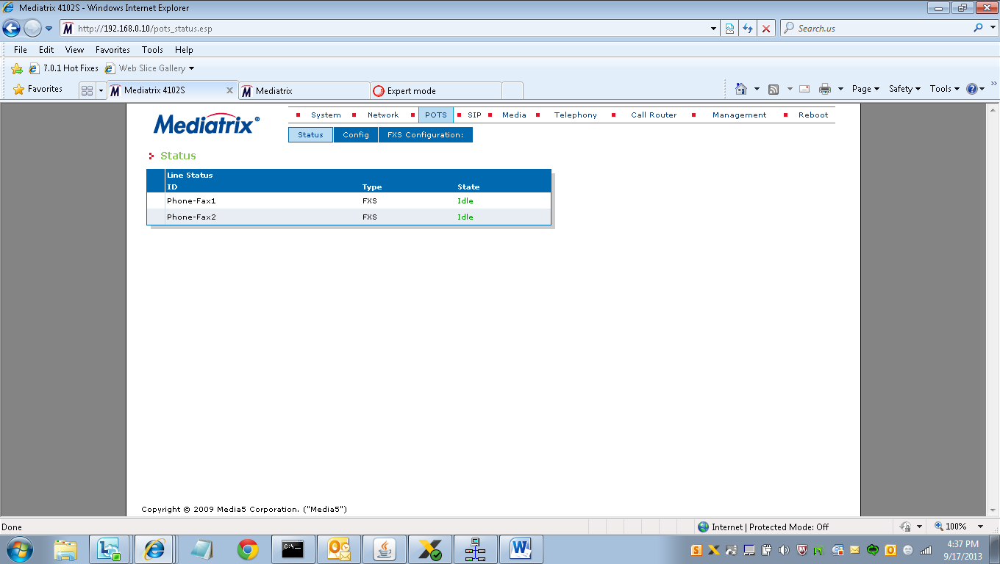 Mediatrix 4102S - Windows Internet Explorer
http://192.168.0.10/pots_status.esp
Search.us
File Edit View Favorites Tools Help
7.0.1 Hot Fixes Web Slice Gallery
Favorites Mediatrix 4102S Mediatrix Expert mode Page Safety Tools
Mediatrix®
System Network POTS SIP Media Telephony Call Router Management Reboot
Status Config FXS Configuration:
Status
Line Status
ID Type State
Phone-Fax1 FXS Idle
Phone-Fax2 FXS Idle
Copyright © 2009 Media5 Corporation. ("Media5")
Done Internet | Protected Mode: Off 100%
C:\_
4:37 PM
9/17/2013